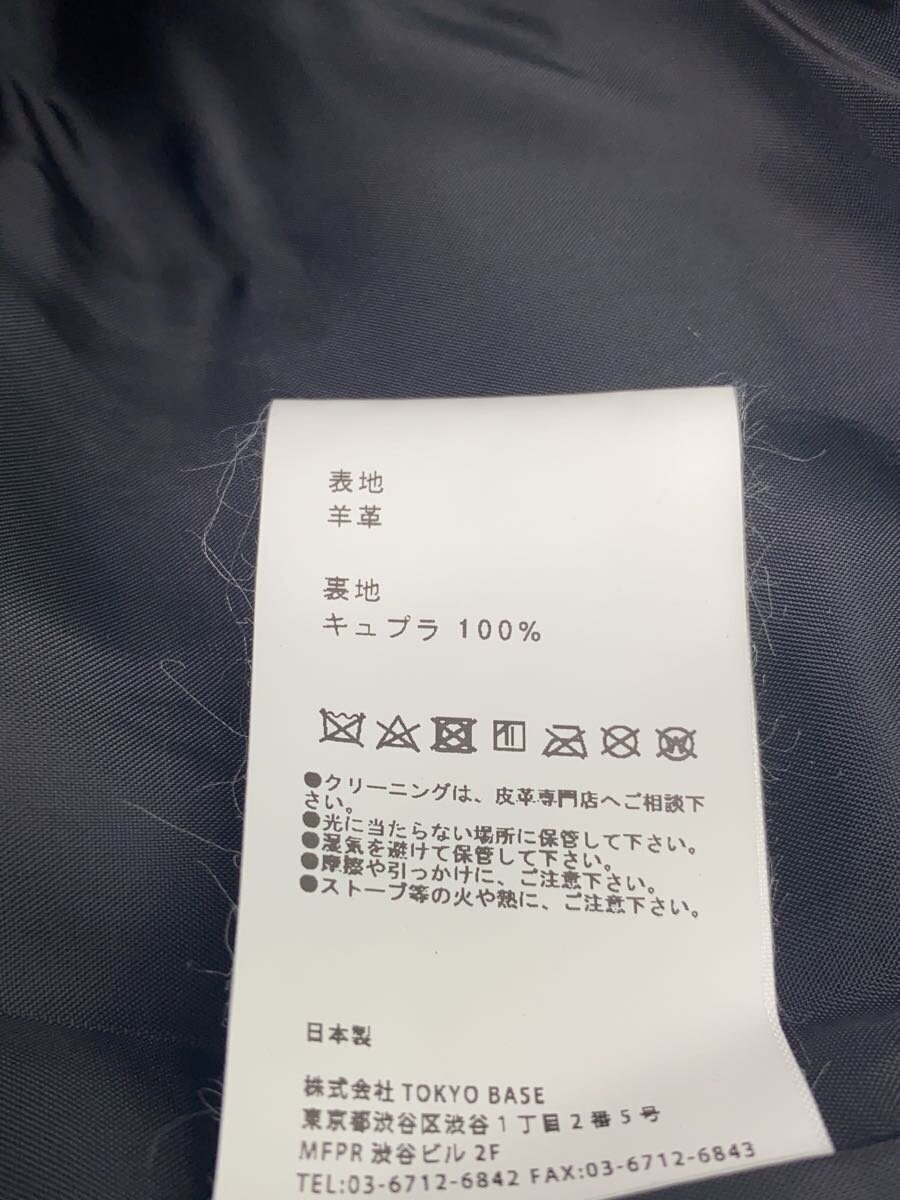 表地
羊革
裏地
キュプラ 100%
●クリーニングは、皮革専門店へご相談下
さい。
●光に当たらない場所に保管して下さい。
●湿気を避けて保管して下さい。
●摩擦や引っかけに、ご注意下さい。
●ストーブ等の火や熱に、ご注意下さい。
日本製
株式会社 TOKYO BASE
東京都渋谷区渋谷1丁目2番5号
MFPR 渋谷ビル 2F
TEL:03-6712-6842 FAX:03-6712-6843